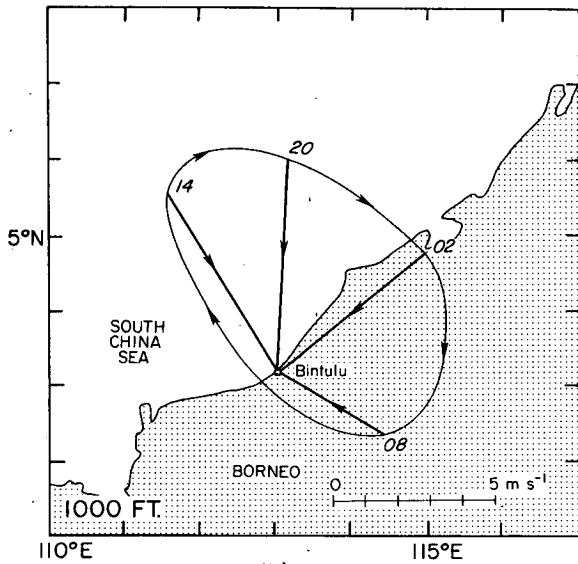 20
14
5°N
02
SOUTH
CHINA
SEA
Bintulu
08
BORNEO
0 5 m s⁻¹
1000 FT.
110°E 115°E